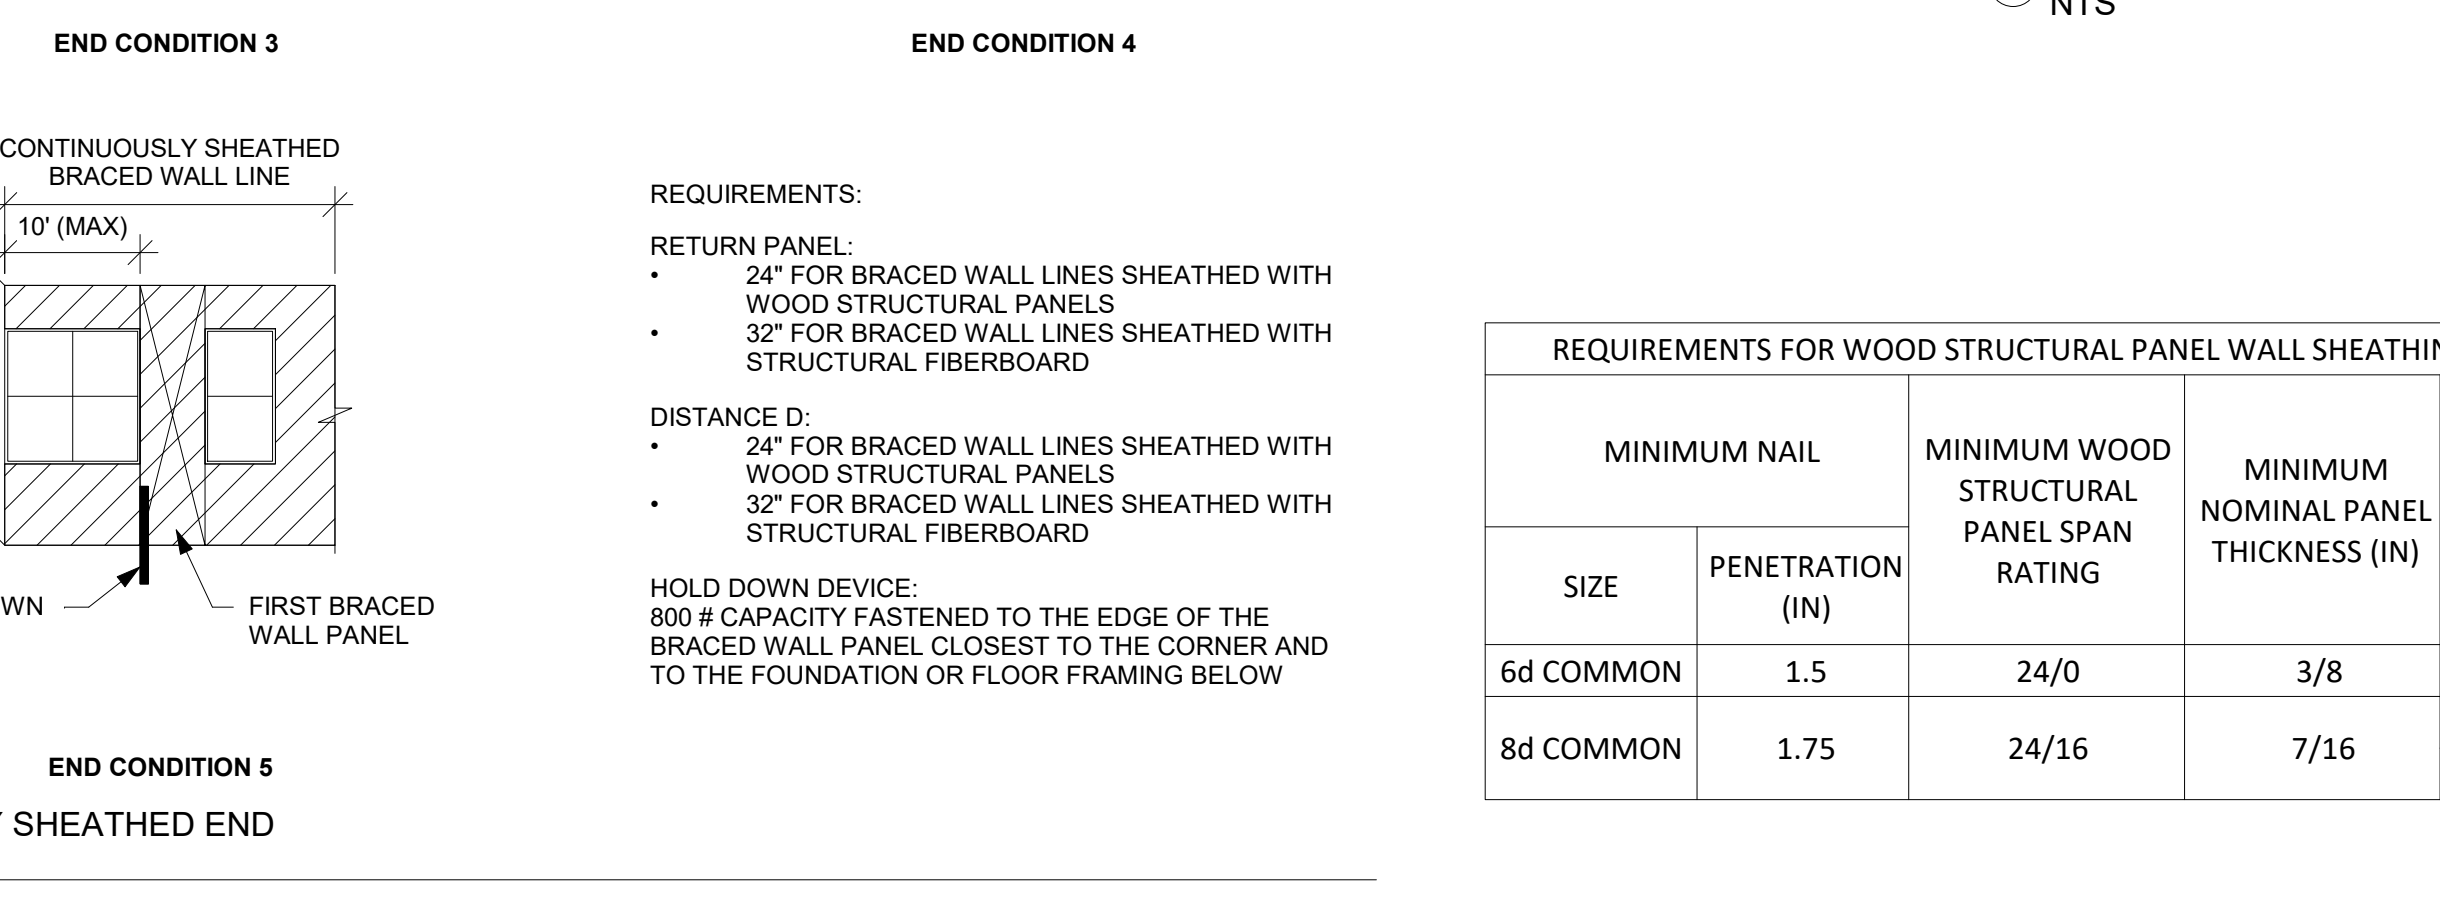 NTS
END CONDITION 3
END CONDITION 4
CONTINUOUSLY SHEATHED
BRACED WALL LINE
10' (MAX)
WN
FIRST BRACED
WALL PANEL
END CONDITION 5
Y SHEATHED END
REQUIREMENTS:
RETURN PANEL:
• 24" FOR BRACED WALL LINES SHEATHED WITH
WOOD STRUCTURAL PANELS
• 32" FOR BRACED WALL LINES SHEATHED WITH
STRUCTURAL FIBERBOARD
DISTANCE D:
• 24" FOR BRACED WALL LINES SHEATHED WITH
WOOD STRUCTURAL PANELS
• 32" FOR BRACED WALL LINES SHEATHED WITH
STRUCTURAL FIBERBOARD
HOLD DOWN DEVICE:
800 # CAPACITY FASTENED TO THE EDGE OF THE
BRACED WALL PANEL CLOSEST TO THE CORNER AND
TO THE FOUNDATION OR FLOOR FRAMING BELOW
REQUIREMENTS FOR WOOD STRUCTURAL PANEL WALL SHEATHIN
MINIMUM NAIL
SIZE
PENETRATION
(IN)
MINIMUM WOOD
STRUCTURAL
PANEL SPAN
RATING
MINIMUM
NOMINAL PANEL
THICKNESS (IN)
6d COMMON 1.5 24/0 3/8
8d COMMON 1.75 24/16 7/16